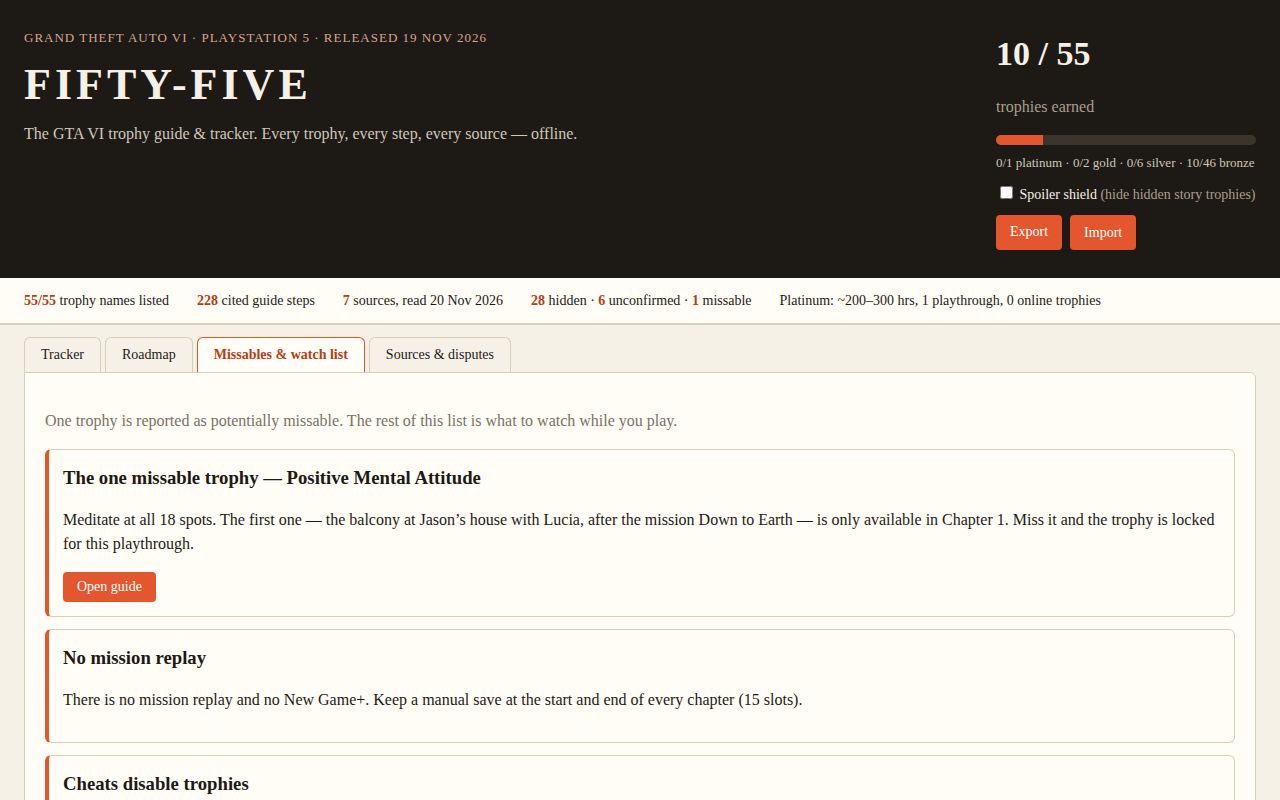 GRAND THEFT AUTO VI · PLAYSTATION 5 · RELEASED 19 NOV 2026
FIFTY-FIVE
The GTA VI trophy guide & tracker. Every trophy, every step, every source — offline.
10 / 55
trophies earned
0/1 platinum · 0/2 gold · 0/6 silver · 10/46 bronze
Spoiler shield (hide hidden story trophies)
Export Import
55/55 trophy names listed 228 cited guide steps 7 sources, read 20 Nov 2026 28 hidden · 6 unconfirmed · 1 missable Platinum: ~200–300 hrs, 1 playthrough, 0 online trophies
Tracker Roadmap Missables & watch list Sources & disputes
One trophy is reported as potentially missable. The rest of this list is what to watch while you play.
The one missable trophy — Positive Mental Attitude
Meditate at all 18 spots. The first one — the balcony at Jason’s house with Lucia, after the mission Down to Earth — is only available in Chapter 1. Miss it and the trophy is locked
for this playthrough.
Open guide
No mission replay
There is no mission replay and no New Game+. Keep a manual save at the start and end of every chapter (15 slots).
Cheats disable trophies